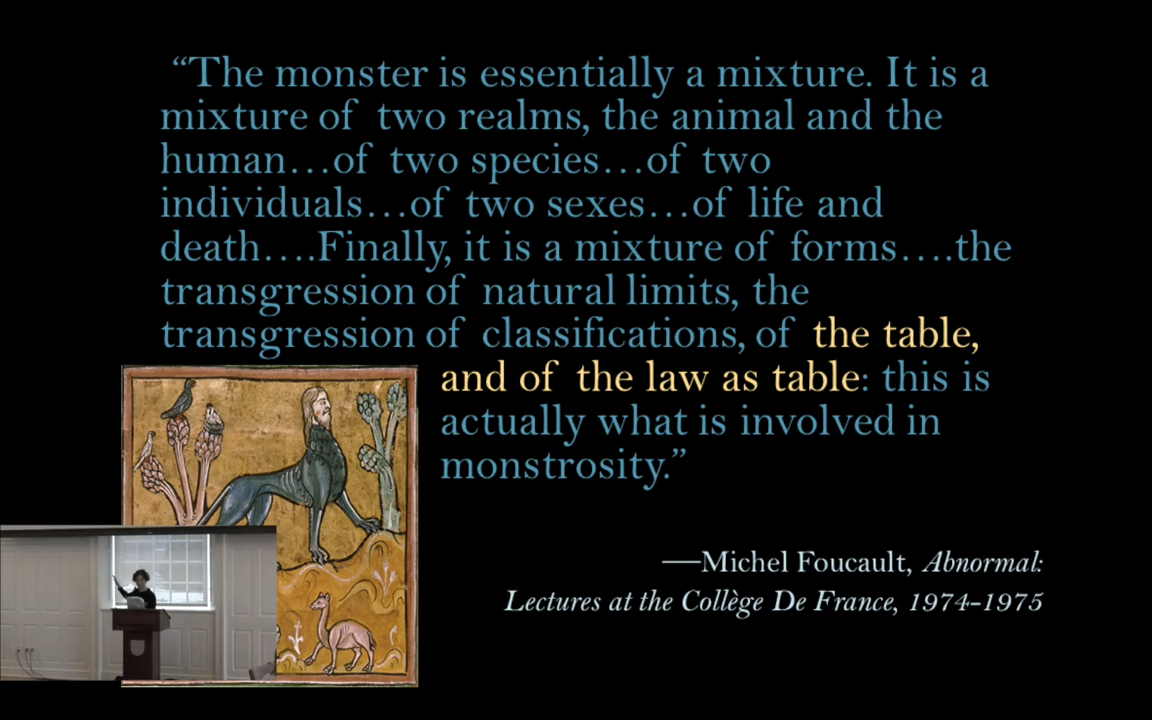 “The monster is essentially a mixture. It is a
mixture of two realms, the animal and the
human…of two species…of two
individuals…of two sexes…of life and
death….Finally, it is a mixture of forms….the
transgression of natural limits, the
transgression of classifications, of the table,
and of the law as table: this is
actually what is involved in
monstrosity.”
—Michel Foucault, Abnormal:
Lectures at the Collège De France, 1974–1975